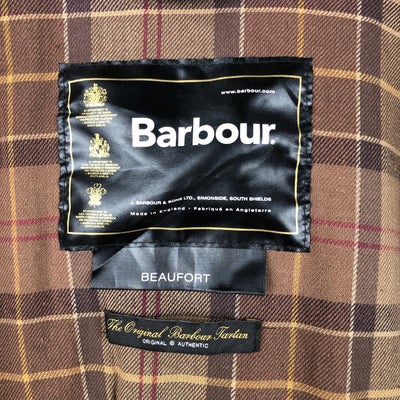 www.barbour.com
Barbour.
J. BARBOUR & SONS LTD., SIMONSIDE, SOUTH SHIELDS
Made in England • Fabriqué en Angleterre
BEAUFORT
The Original Barbour Tartan
ORIGINAL & AUTHENTIC